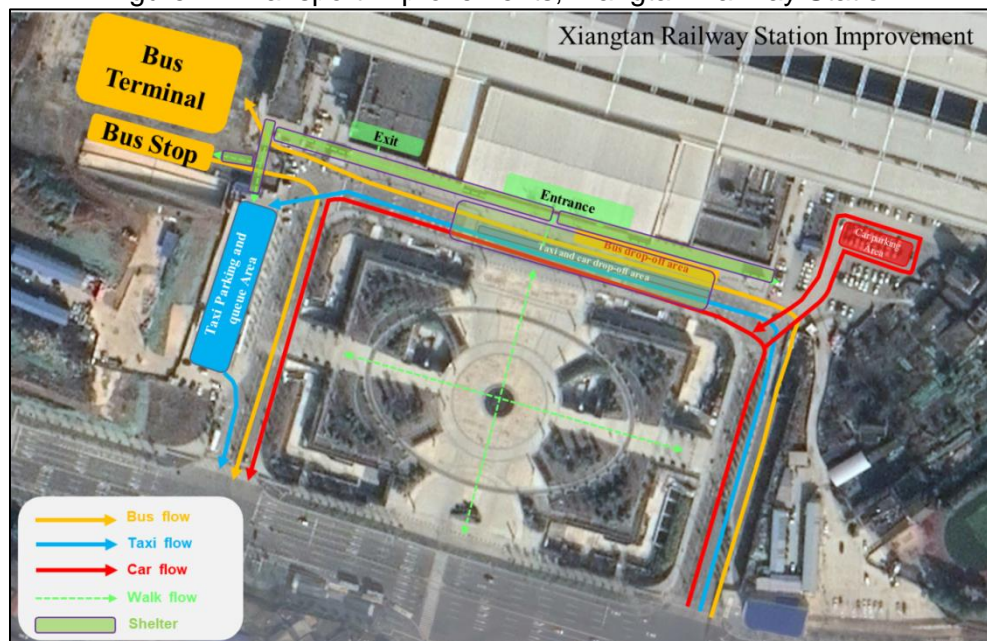 Xiangtan Railway Station Improvement
Bus
Terminal
Bus Stop
Exit
Entrance
Bus drop-off area
Taxi and car drop-off area
Car parking
Area
Taxi Parking and
queue Area
Bus flow
Taxi flow
Car flow
Walk flow
Shelter